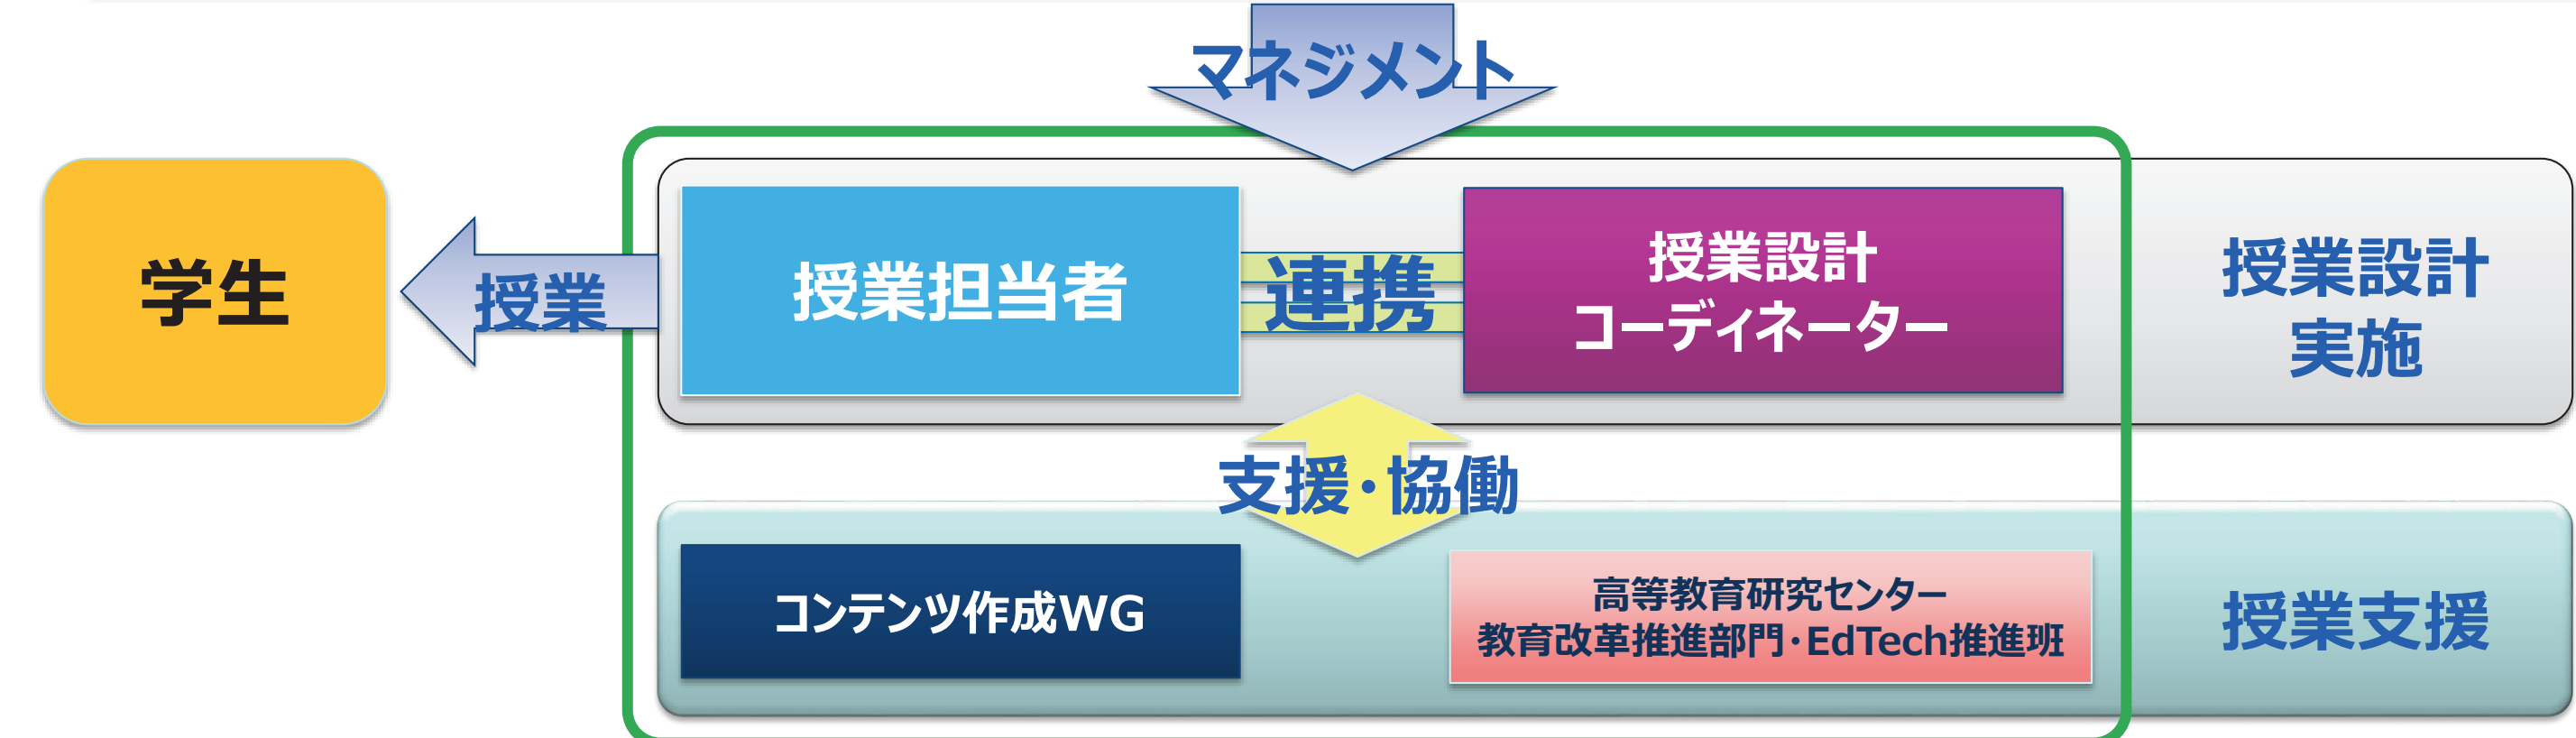 マネジメント
学生
授業
授業担当者
連携
授業設計
コーディネーター
授業設計
実施
支援・協働
コンテンツ作成WG
高等教育研究センター
教育改革推進部門・EdTech推進班
授業支援